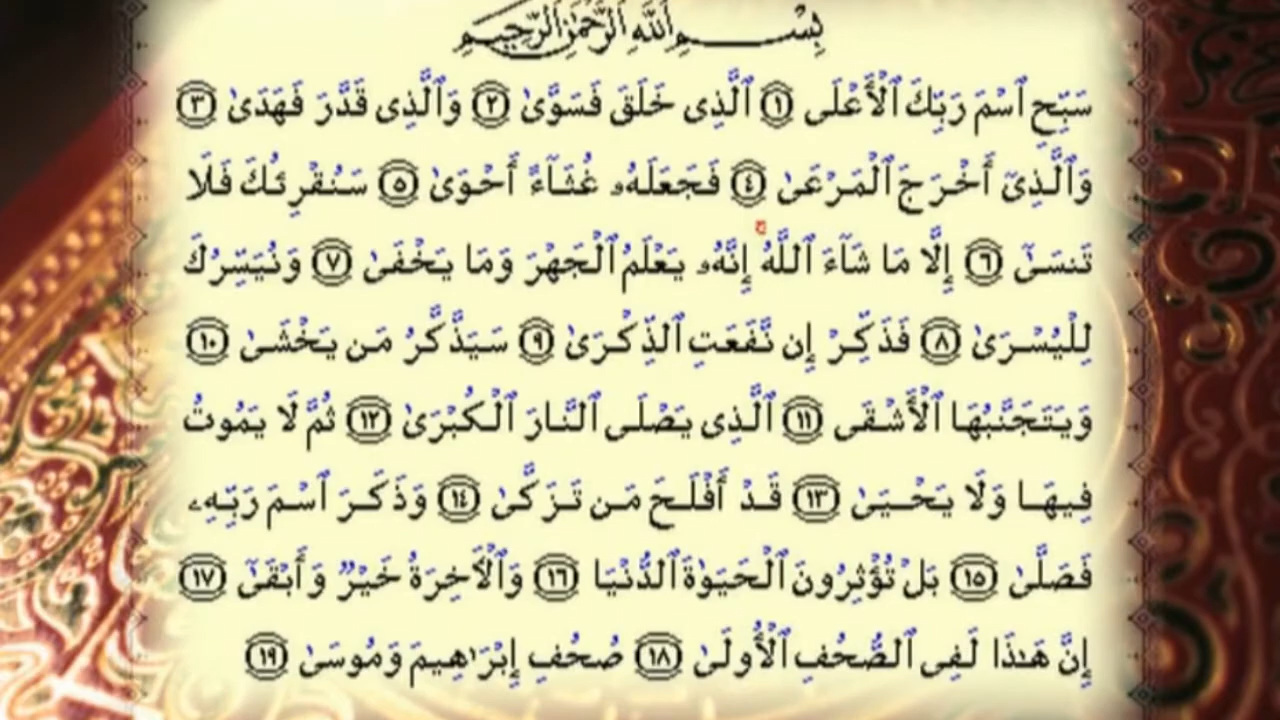 بِسْمِ ٱللَّهِ ٱلرَّحْمَٰنِ ٱلرَّحِيمِ
سَبِّحِ ٱسْمَ رَبِّكَ ٱلْأَعْلَى ١ ٱلَّذِى خَلَقَ فَسَوَّىٰ ٢ وَٱلَّذِى قَدَّرَ فَهَدَىٰ ٣
وَٱلَّذِىٓ أَخْرَجَ ٱلْمَرْعَىٰ ٤ فَجَعَلَهُۥ غُثَآءً أَحْوَىٰ ٥ سَنُقْرِئُكَ فَلَا
تَنسَىٰٓ ٦ إِلَّا مَا شَآءَ ٱللَّهُ ۚ إِنَّهُۥ يَعْلَمُ ٱلْجَهْرَ وَمَا يَخْفَىٰ ٧ وَنُيَسِّرُكَ
لِلْيُسْرَىٰ ٨ فَذَكِّرْ إِن نَّفَعَتِ ٱلذِّكْرَىٰ ٩ سَيَذَّكَّرُ مَن يَخْشَىٰ ١٠
وَيَتَجَنَّبُهَا ٱلْأَشْقَى ١١ ٱلَّذِى يَصْلَى ٱلنَّارَ ٱلْكُبْرَىٰ ١٢ ثُمَّ لَا يَمُوتُ
فِيهَا وَلَا يَحْيَىٰ ١٣ قَدْ أَفْلَحَ مَن تَزَكَّىٰ ١٤ وَذَكَرَ ٱسْمَ رَبِّهِۦ
فَصَلَّىٰ ١٥ بَلْ تُؤْثِرُونَ ٱلْحَيَوٰةَ ٱلدُّنْيَا ١٦ وَٱلْأَخِرَةُ خَيْرٌ وَأَبْقَىٰٓ ١٧
إِنَّ هَٰذَا لَفِى ٱلصُّحُفِ ٱلْأُولَىٰ ١٨ صُحُفِ إِبْرَٰهِيمَ وَمُوسَىٰ ١٩